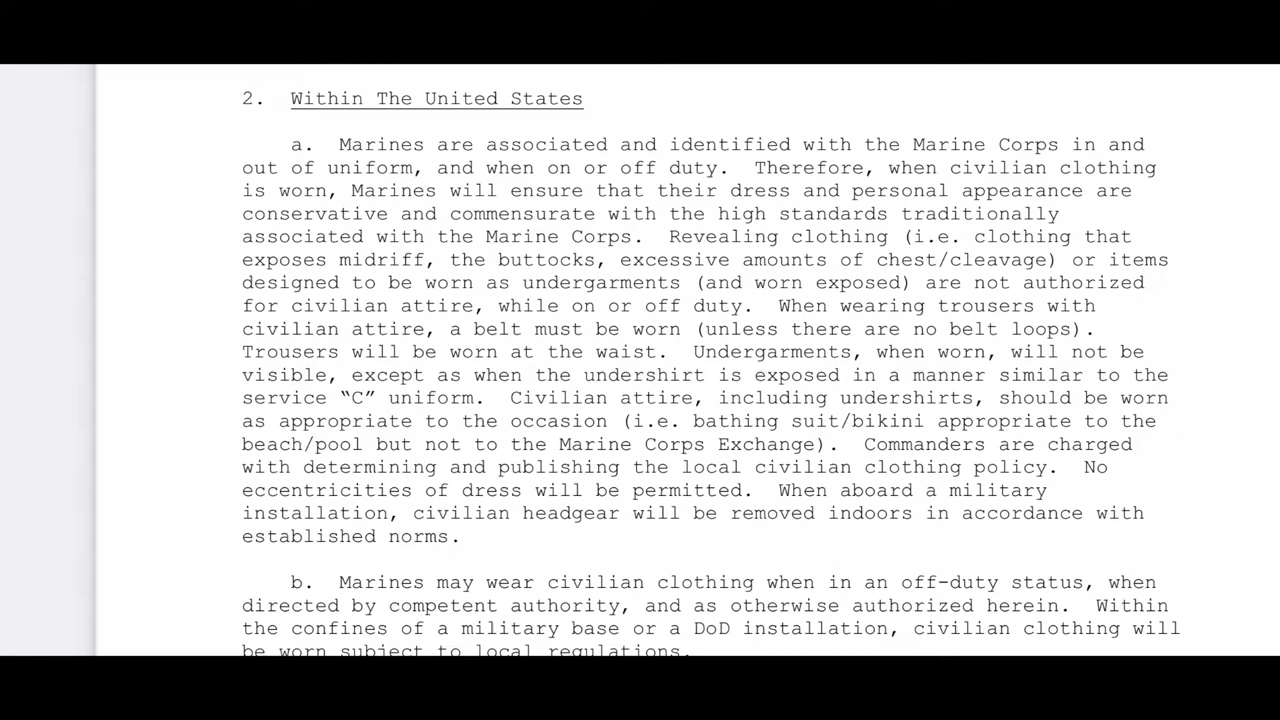 2. Within The United States
a. Marines are associated and identified with the Marine Corps in and
out of uniform, and when on or off duty. Therefore, when civilian clothing
is worn, Marines will ensure that their dress and personal appearance are
conservative and commensurate with the high standards traditionally
associated with the Marine Corps. Revealing clothing (i.e. clothing that
exposes midriff, the buttocks, excessive amounts of chest/cleavage) or items
designed to be worn as undergarments (and worn exposed) are not authorized
for civilian attire, while on or off duty. When wearing trousers with
civilian attire, a belt must be worn (unless there are no belt loops).
Trousers will be worn at the waist. Undergarments, when worn, will not be
visible, except as when the undershirt is exposed in a manner similar to the
service “C” uniform. Civilian attire, including undershirts, should be worn
as appropriate to the occasion (i.e. bathing suit/bikini appropriate to the
beach/pool but not to the Marine Corps Exchange). Commanders are charged
with determining and publishing the local civilian clothing policy. No
eccentricities of dress will be permitted. When aboard a military
installation, civilian headgear will be removed indoors in accordance with
established norms.
b. Marines may wear civilian clothing when in an off-duty status, when
directed by competent authority, and as otherwise authorized herein. Within
the confines of a military base or a DoD installation, civilian clothing will
be worn subject to local regulations.